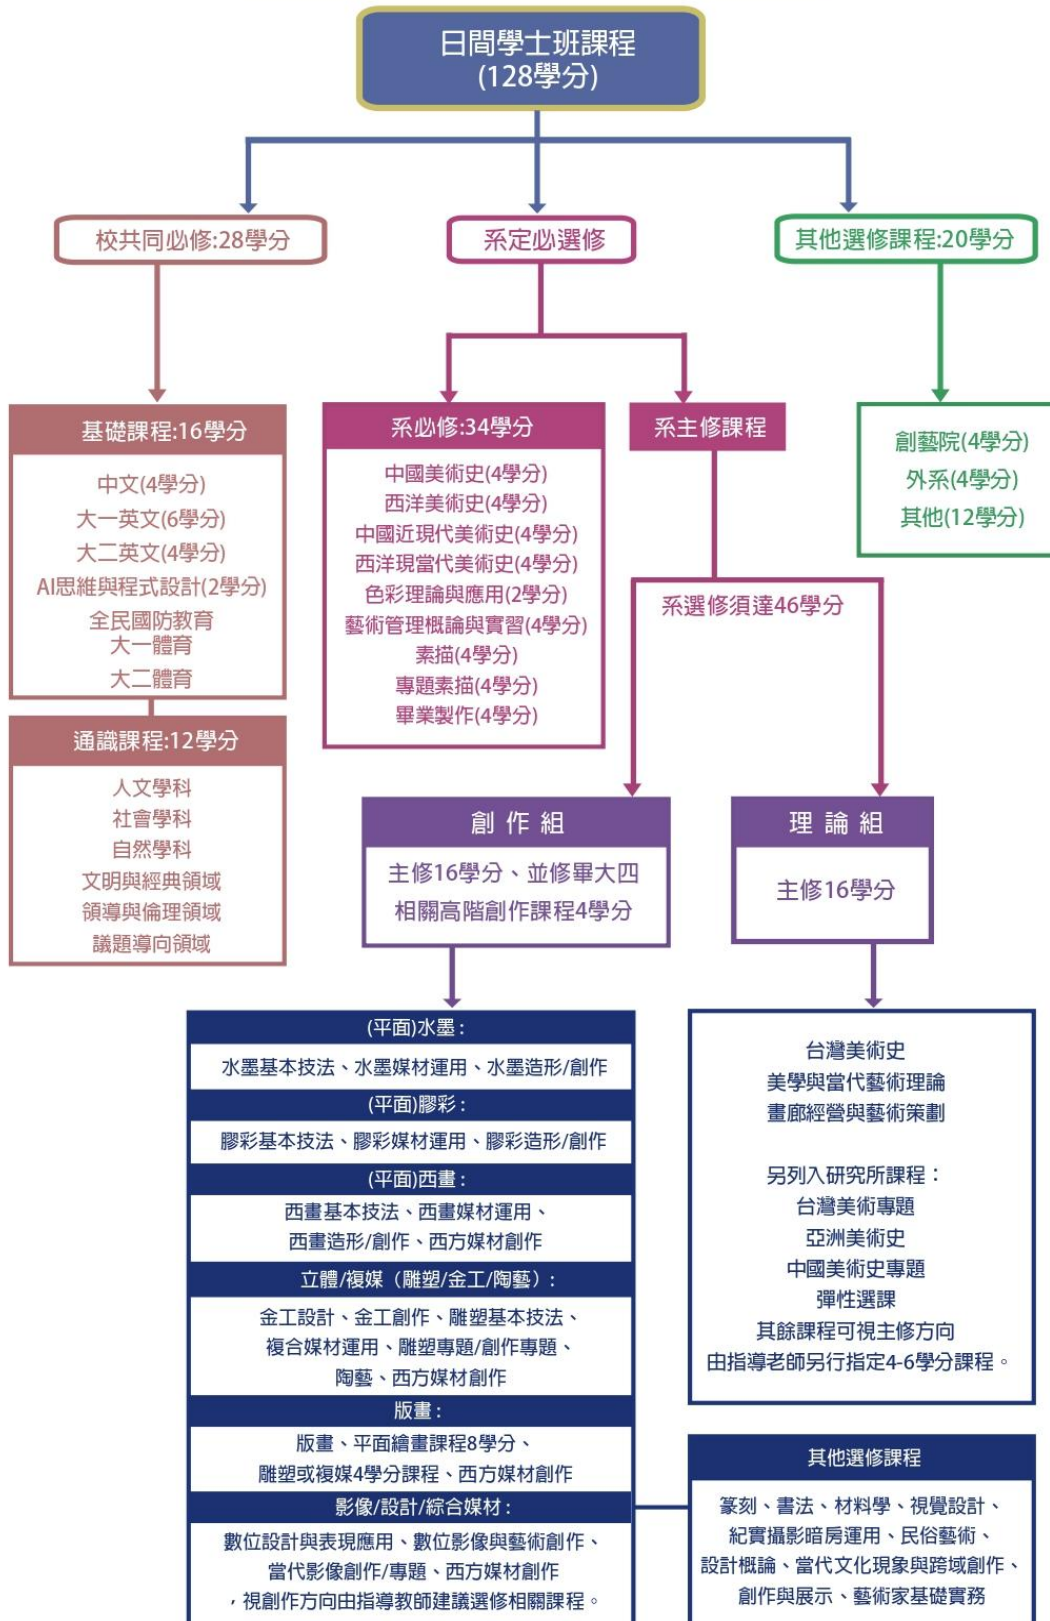 日間學士班課程
(128學分)
校共同必修:28學分
系定必選修
其他選修課程:20學分
基礎課程:16學分
中文(4學分)
大一英文(6學分)
大二英文(4學分)
AI思維與程式設計(2學分)
全民國防教育
大一體育
大二體育
通識課程:12學分
人文學科
社會學科
自然學科
文明與經典領域
領導與倫理領域
議題導向領域
系必修:34學分
中國美術史(4學分)
西洋美術史(4學分)
中國近現代美術史(4學分)
西洋現當代美術史(4學分)
色彩理論與應用(2學分)
藝術管理概論與實習(4學分)
素描(4學分)
專題素描(4學分)
畢業製作(4學分)
系主修課程
系選修須達46學分
創藝院(4學分)
外系(4學分)
其他(12學分)
創作組
主修16學分、並修畢大四
相關高階創作課程4學分
理論組
主修16學分
(平面)水墨:
水墨基本技法、水墨媒材運用、水墨造形/創作
(平面)膠彩:
膠彩基本技法、膠彩媒材運用、膠彩造形/創作
(平面)西畫:
西畫基本技法、西畫媒材運用、
西畫造形/創作、西方媒材創作
立體/複媒（雕塑/金工/陶藝）:
金工設計、金工創作、雕塑基本技法、
複合媒材運用、雕塑專題/創作專題、
陶藝、西方媒材創作
版畫:
版畫、平面繪畫課程8學分、
雕塑或複媒4學分課程、西方媒材創作
影像/設計/綜合媒材:
數位設計與表現應用、數位影像與藝術創作、
當代影像創作/專題、西方媒材創作
，視創作方向由指導教師建議選修相關課程。
台灣美術史
美學與當代藝術理論
畫廊經營與藝術策劃
另列入研究所課程：
台灣美術專題
亞洲美術史
中國美術史專題
彈性選課
其餘課程可視主修方向
由指導老師另行指定4-6學分課程。
其他選修課程
篆刻、書法、材料學、視覺設計、
紀實攝影暗房運用、民俗藝術、
設計概論、當代文化現象與跨域創作、
創作與展示、藝術家基礎實務